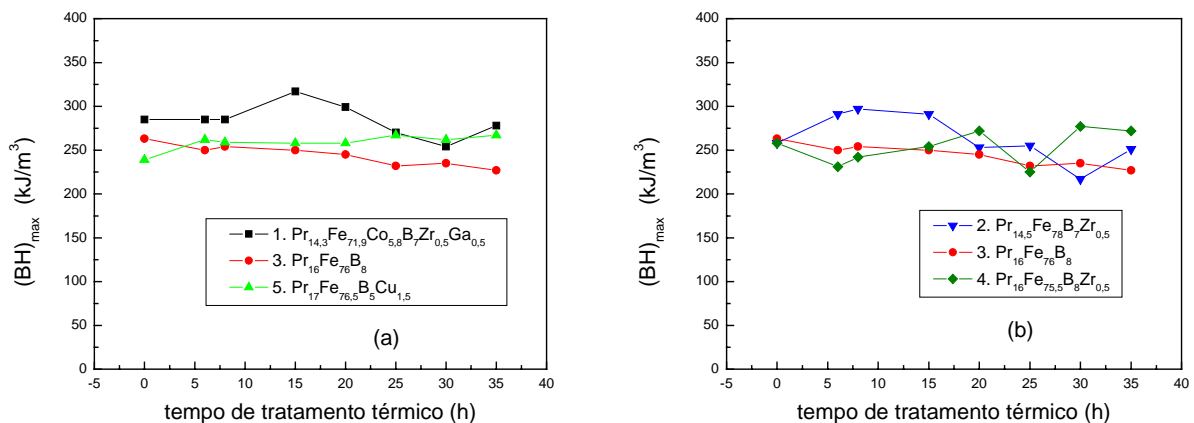 400
350
300
250
200
150
100
50
0
(BH)max (kJ/m³)
1. Pr14,3Fe71,9Co5,8B7Zr0,5Ga0,5
3. Pr16Fe76B8
5. Pr17Fe76,5B5Cu1,5
(a)
-5 0 5 10 15 20 25 30 35 40
tempo de tratamento térmico (h)
400
350
300
250
200
150
100
50
0
(BH)max (kJ/m³)
2. Pr14,5Fe78B7Zr0,5
3. Pr16Fe76B8
4. Pr16Fe75,5B8Zr0,5
(b)
-5 0 5 10 15 20 25 30 35 40
tempo de tratamento térmico (h)